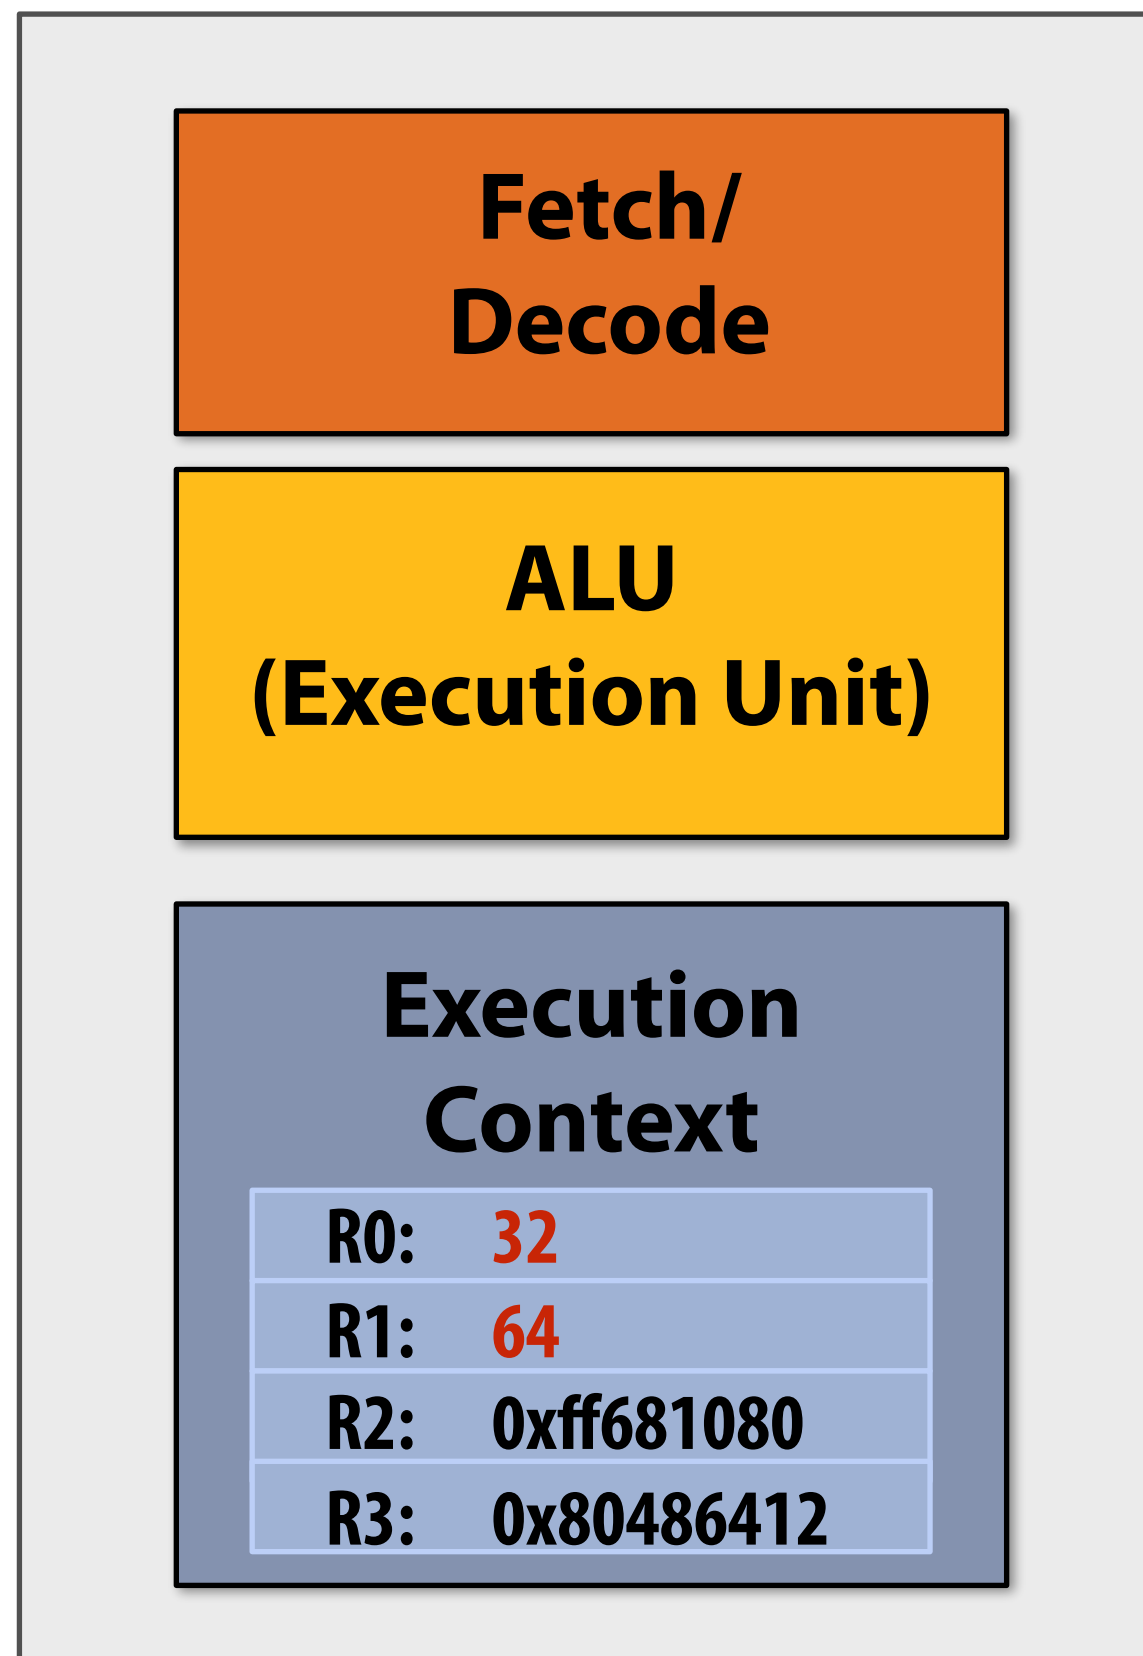 Fetch/
Decode
ALU
(Execution Unit)
Execution
Context
R0: 32
R1: 64
R2: 0xff681080
R3: 0x80486412